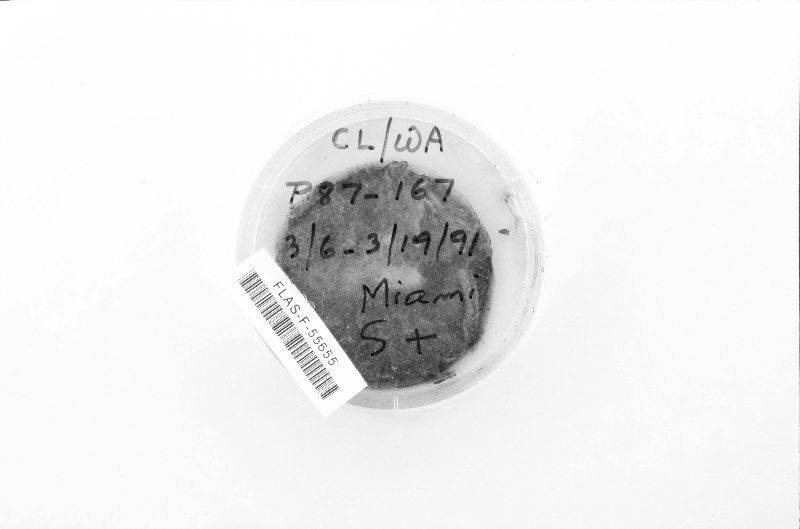 CL/WA
P87-167
3/6-3/19/91
Miami
S+
FLAS-F-55655